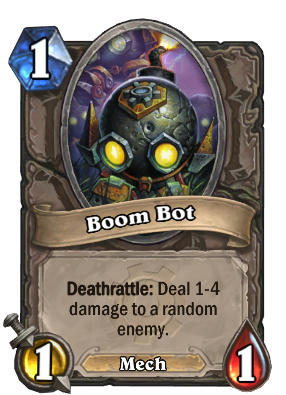 1
Boom Bot
Deathrattle: Deal 1-4
damage to a random
enemy.
1
Mech
1